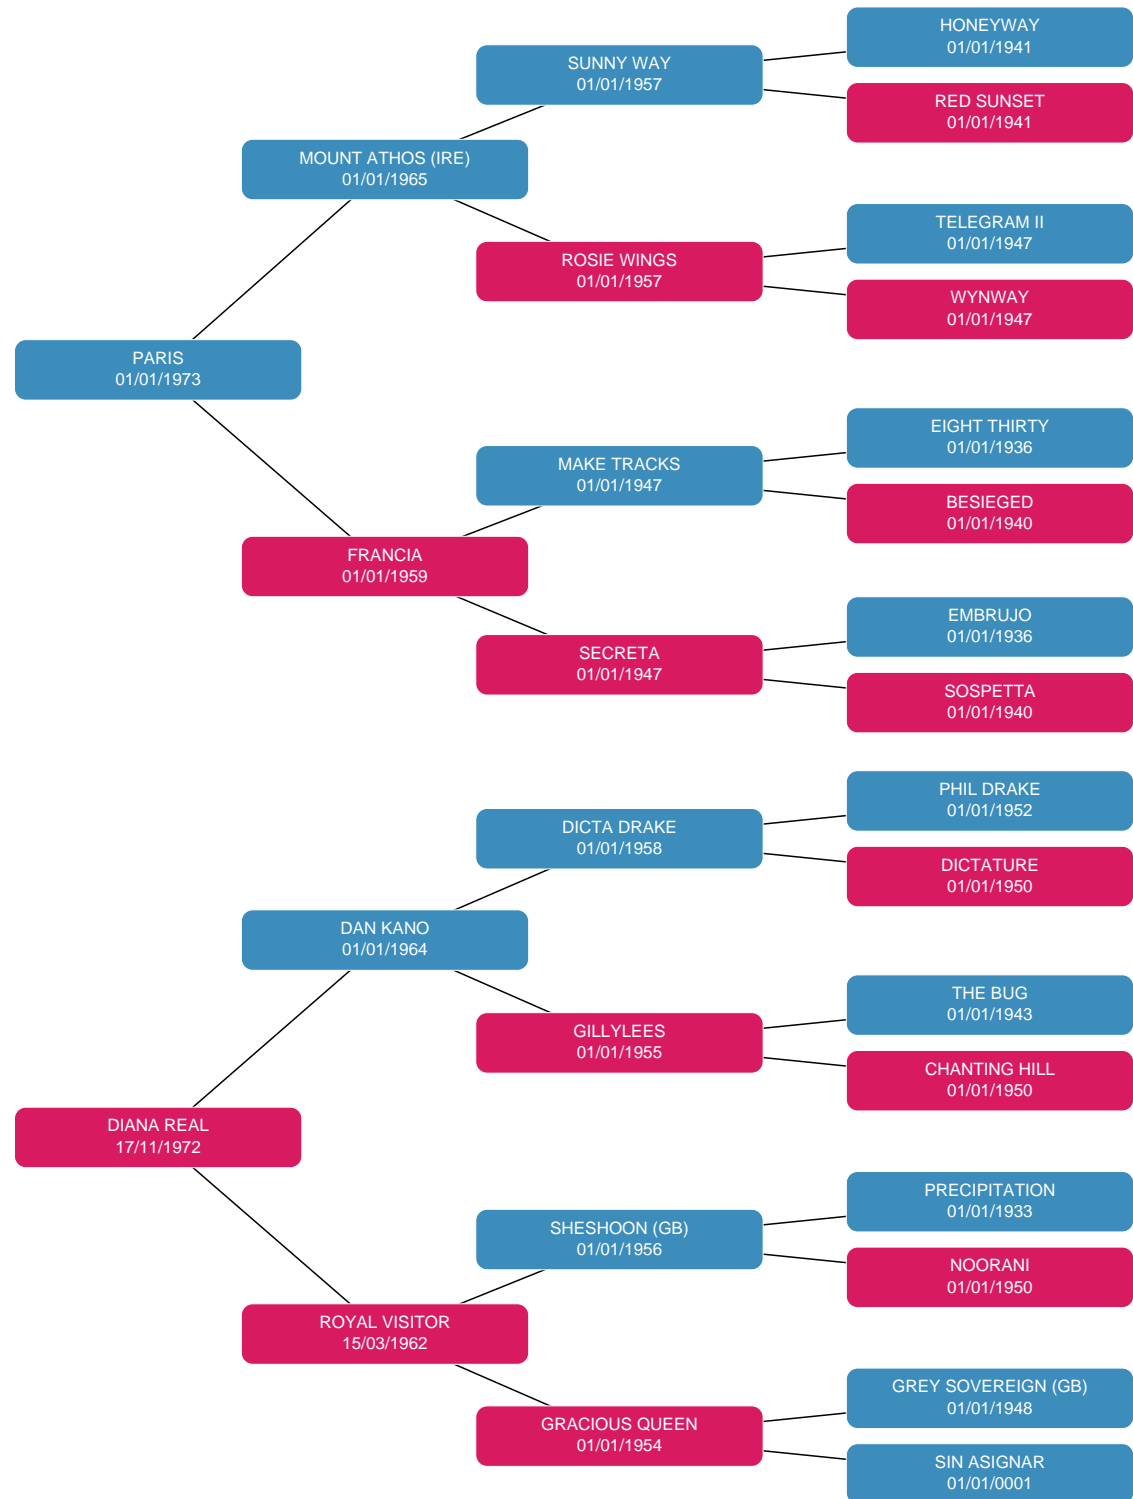 HONEYWAY
01/01/1941
SUNNY WAY
01/01/1957
RED SUNSET
01/01/1941
MOUNT ATHOS (IRE)
01/01/1965
TELEGRAM II
01/01/1947
ROSIE WINGS
01/01/1957
WYNWAY
01/01/1947
PARIS
01/01/1973
EIGHT THIRTY
01/01/1936
MAKE TRACKS
01/01/1947
BESIEGED
01/01/1940
FRANCIA
01/01/1959
EMBRUJO
01/01/1936
SECRETA
01/01/1947
SOSPETTA
01/01/1940
PHIL DRAKE
01/01/1952
DICTA DRAKE
01/01/1958
DICTATURE
01/01/1950
DAN KANO
01/01/1964
THE BUG
01/01/1943
GILLYLEES
01/01/1955
CHANTING HILL
01/01/1950
DIANA REAL
17/11/1972
PRECIPITATION
01/01/1933
SHESHOON (GB)
01/01/1956
NOORANI
01/01/1950
ROYAL VISITOR
15/03/1962
GREY SOVEREIGN (GB)
01/01/1948
GRACIOUS QUEEN
01/01/1954
SIN ASIGNAR
01/01/0001